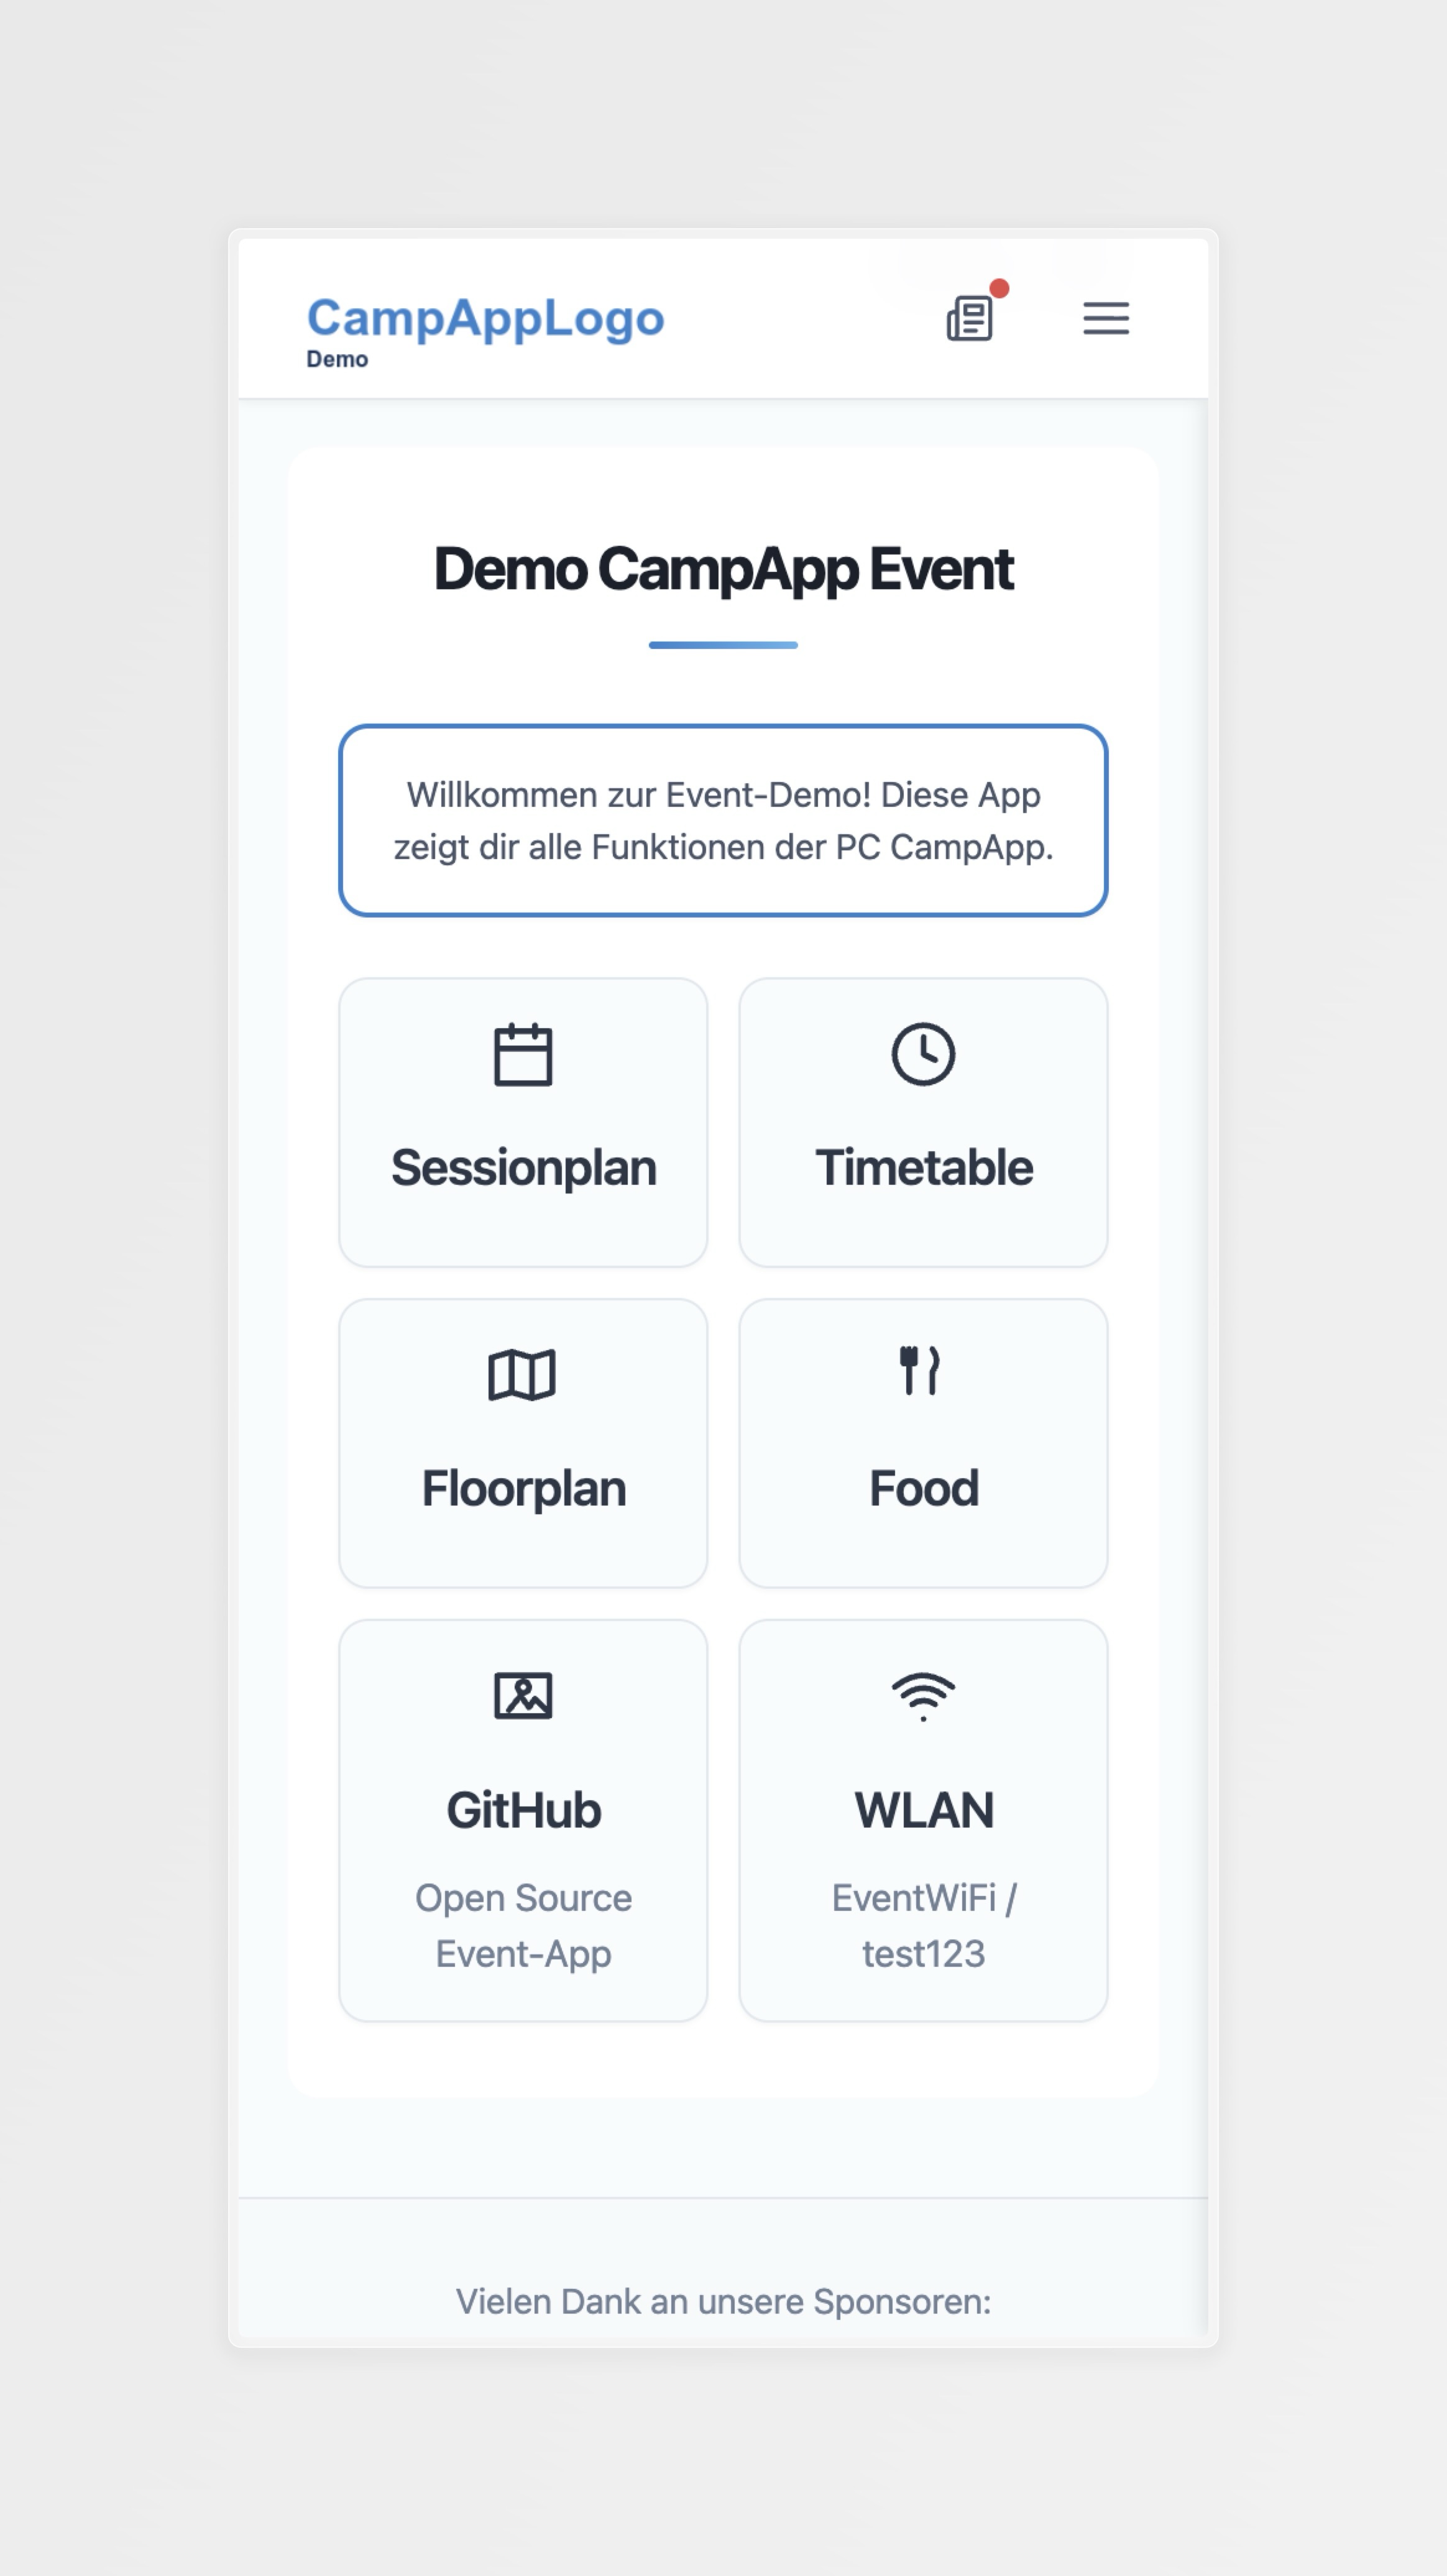 CampAppLogo
Demo
Demo CampApp Event
Willkommen zur Event-Demo! Diese App
zeigt dir alle Funktionen der PC CampApp.
Sessionplan
Timetable
Floorplan
Food
GitHub
Open Source
Event-App
WLAN
EventWiFi /
test123
Vielen Dank an unsere Sponsoren: